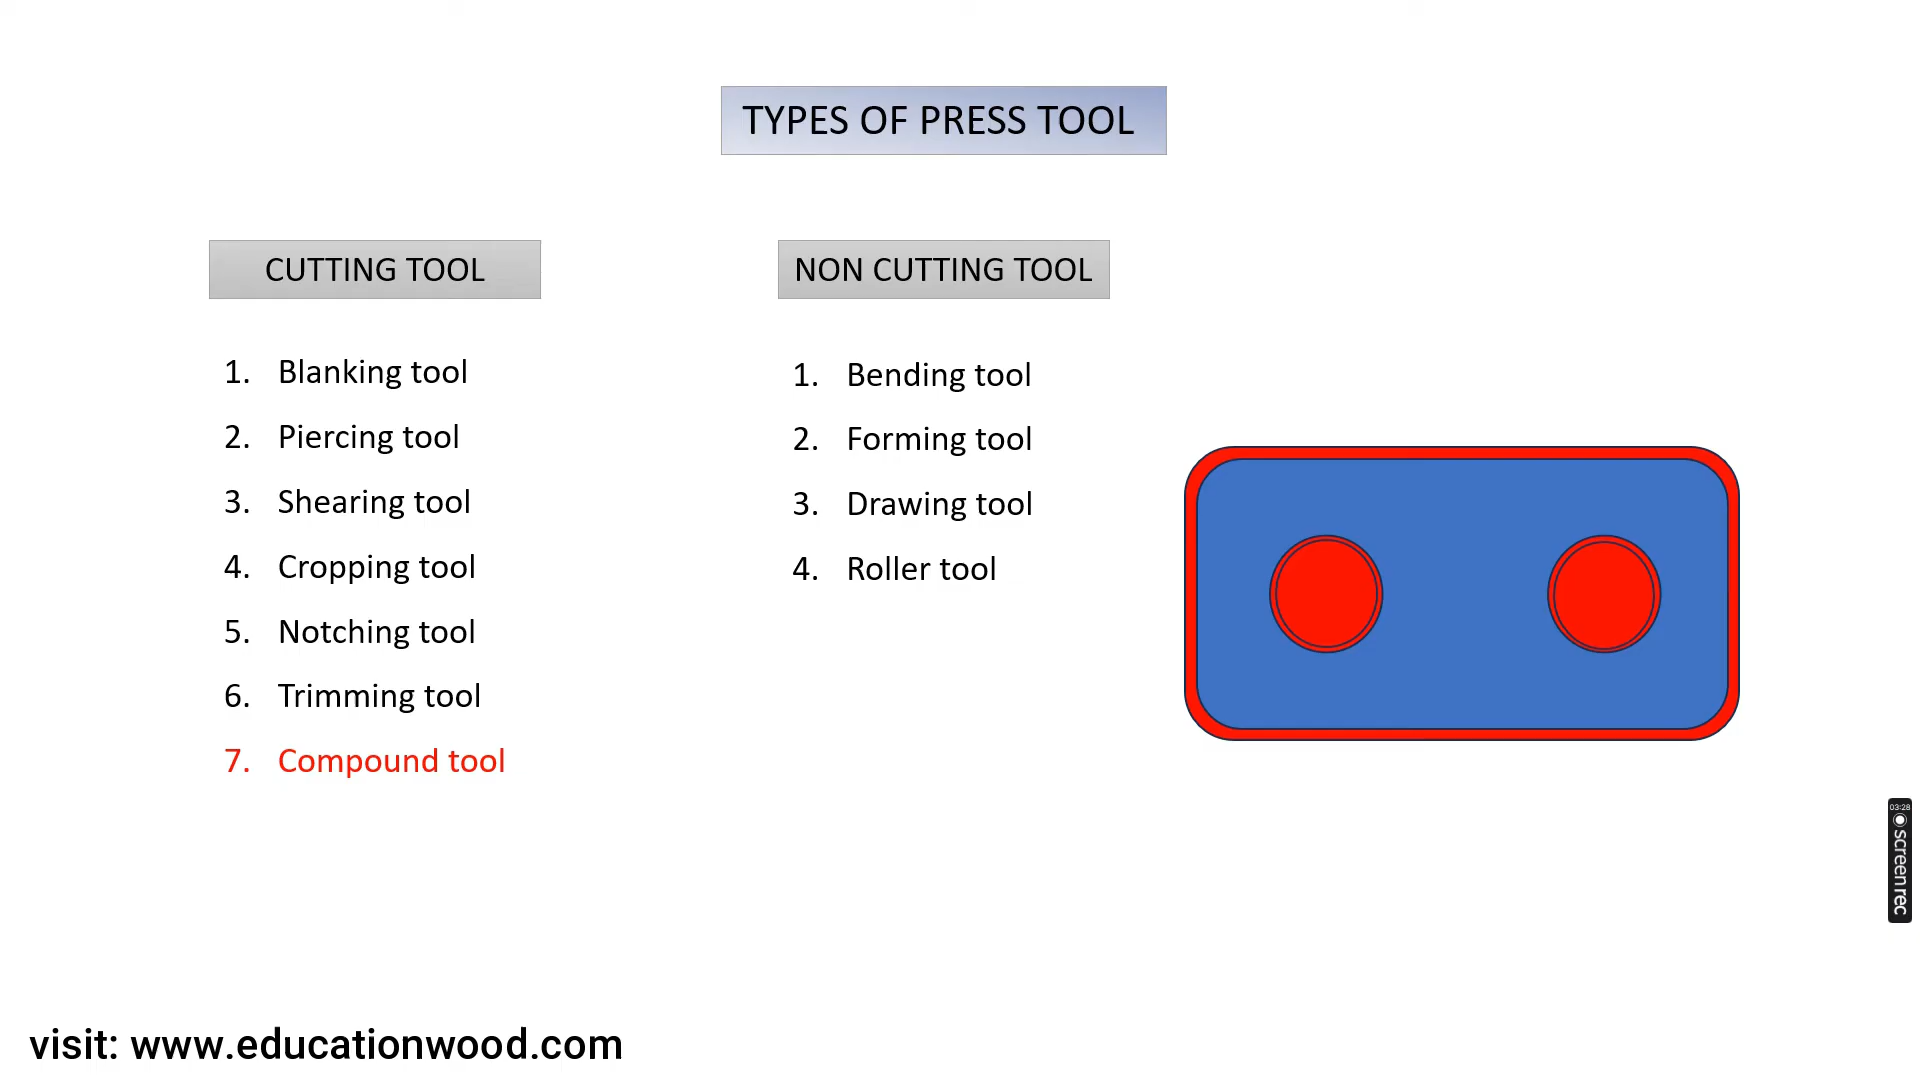 TYPES OF PRESS TOOL
CUTTING TOOL
1. Blanking tool
2. Piercing tool
3. Shearing tool
4. Cropping tool
5. Notching tool
6. Trimming tool
7. Compound tool
NON CUTTING TOOL
1. Bending tool
2. Forming tool
3. Drawing tool
4. Roller tool
03:28
screenrec
visit: www.educationwood.com